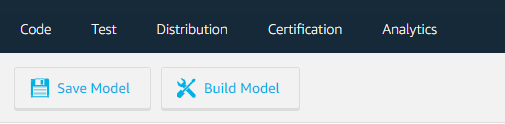 Code Test Distribution Certification Analytics
Save Model Build Model